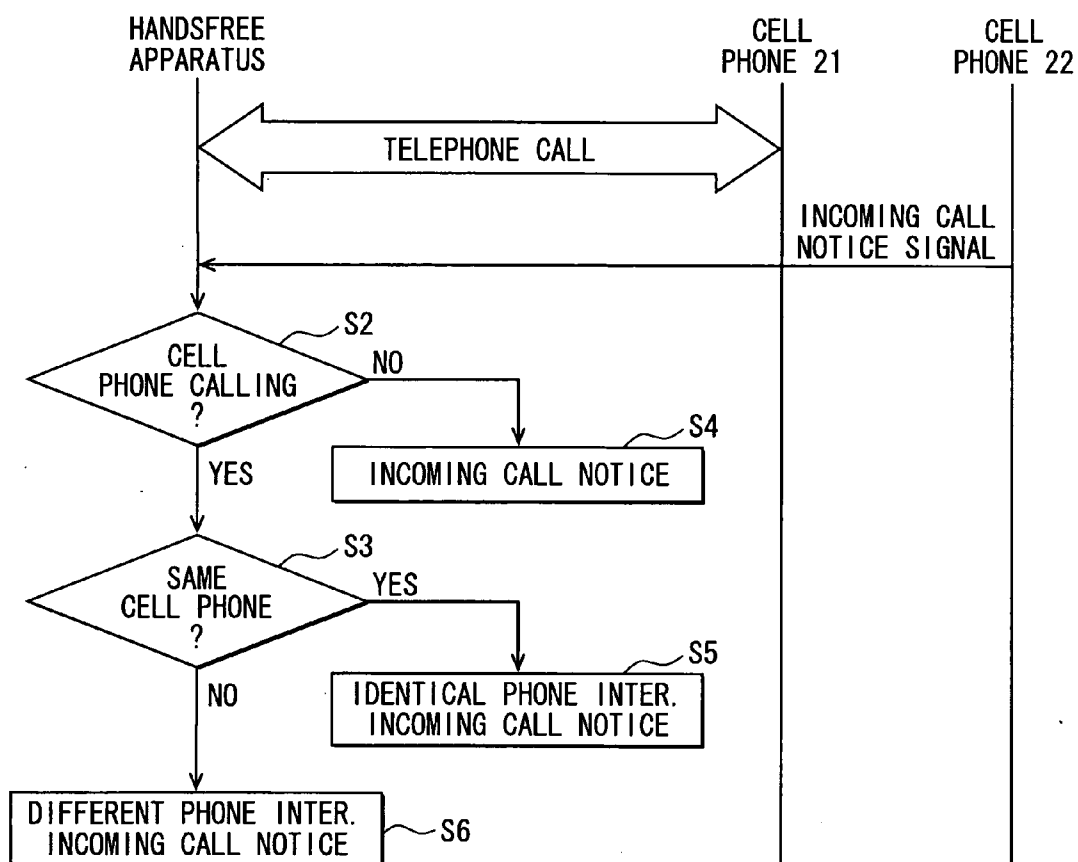 HANDSFREE
APPARATUS
CELL
PHONE 21
CELL
PHONE 22
TELEPHONE CALL
INCOMING CALL
NOTICE SIGNAL
S2
CELL
PHONE CALLING
?
NO
S4
INCOMING CALL NOTICE
YES
S3
SAME
CELL PHONE
?
YES
S5
IDENTICAL PHONE INTER.
INCOMING CALL NOTICE
NO
DIFFERENT PHONE INTER.
INCOMING CALL NOTICE
S6